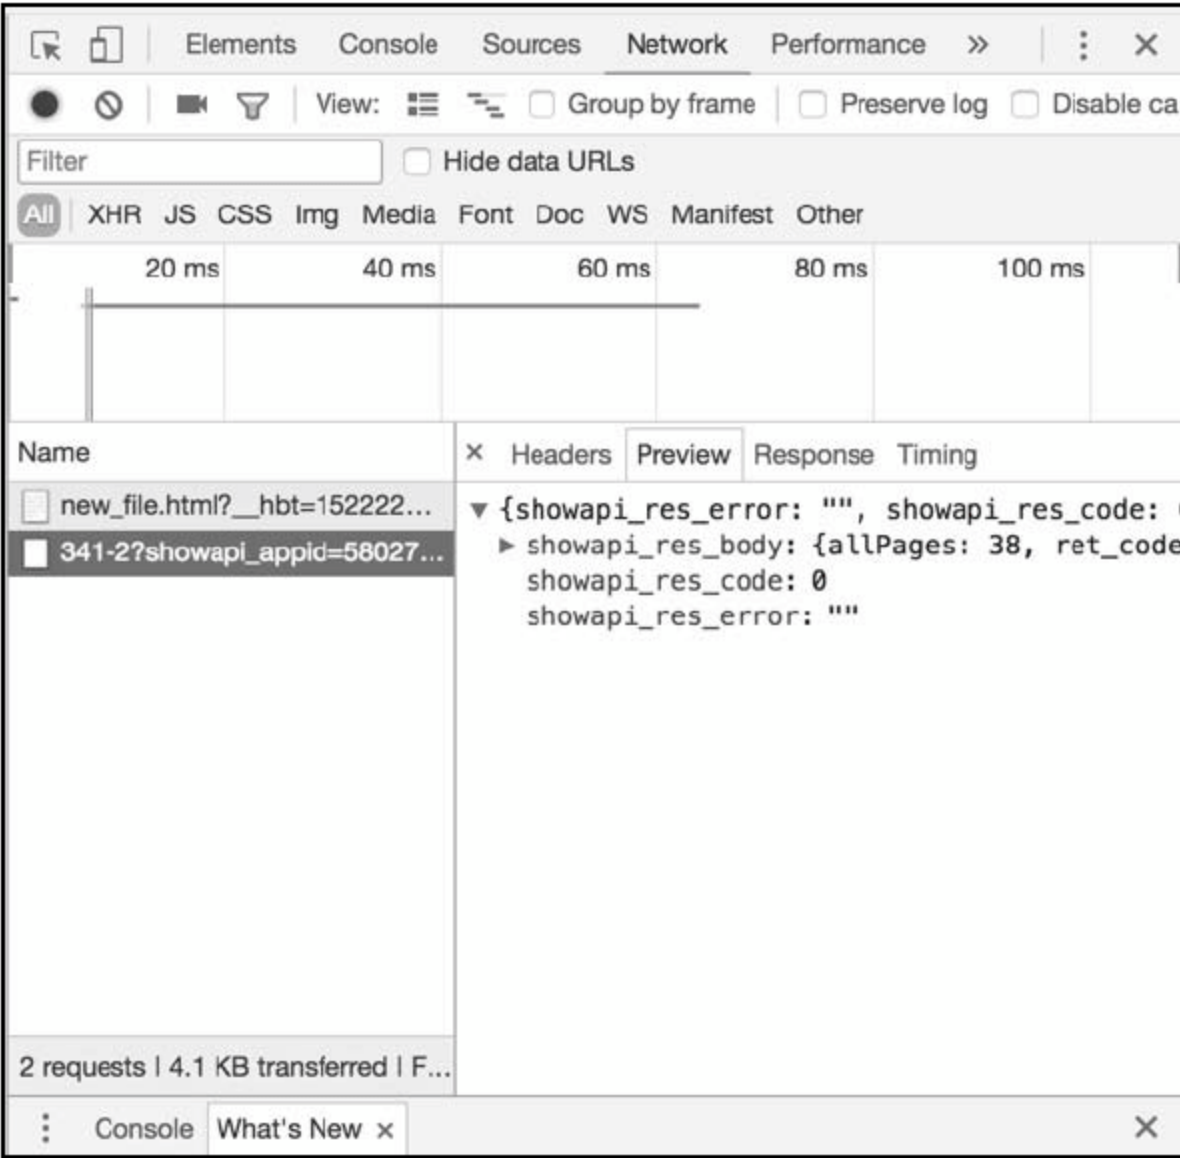 Elements Console Sources Network Performance »
View: Group by frame Preserve log Disable ca
Filter Hide data URLs
All XHR JS CSS Img Media Font Doc WS Manifest Other
20 ms 40 ms 60 ms 80 ms 100 ms
Name
new_file.html?__hbt=152222...
341-2?showapi_appid=58027...
2 requests | 4.1 KB transferred | F...
× Headers Preview Response Timing
▼ {showapi_res_error: "", showapi_res_code:
▶ showapi_res_body: {allPages: 38, ret_code
showapi_res_code: 0
showapi_res_error: ""
Console What's New ×